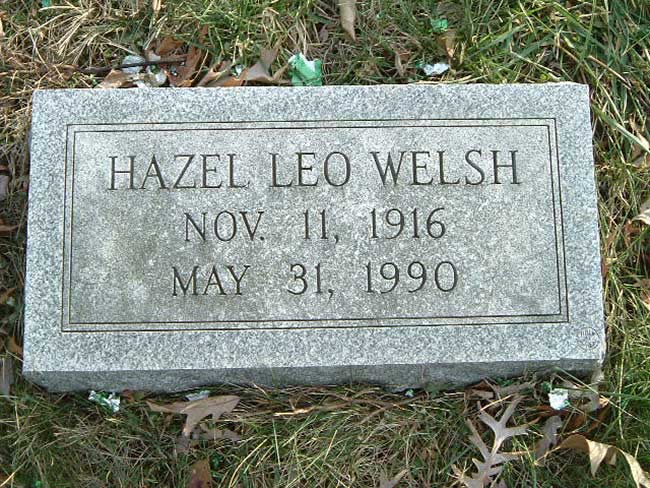 HAZEL LEO WELSH
NOV. 11, 1916
MAY 31, 1990